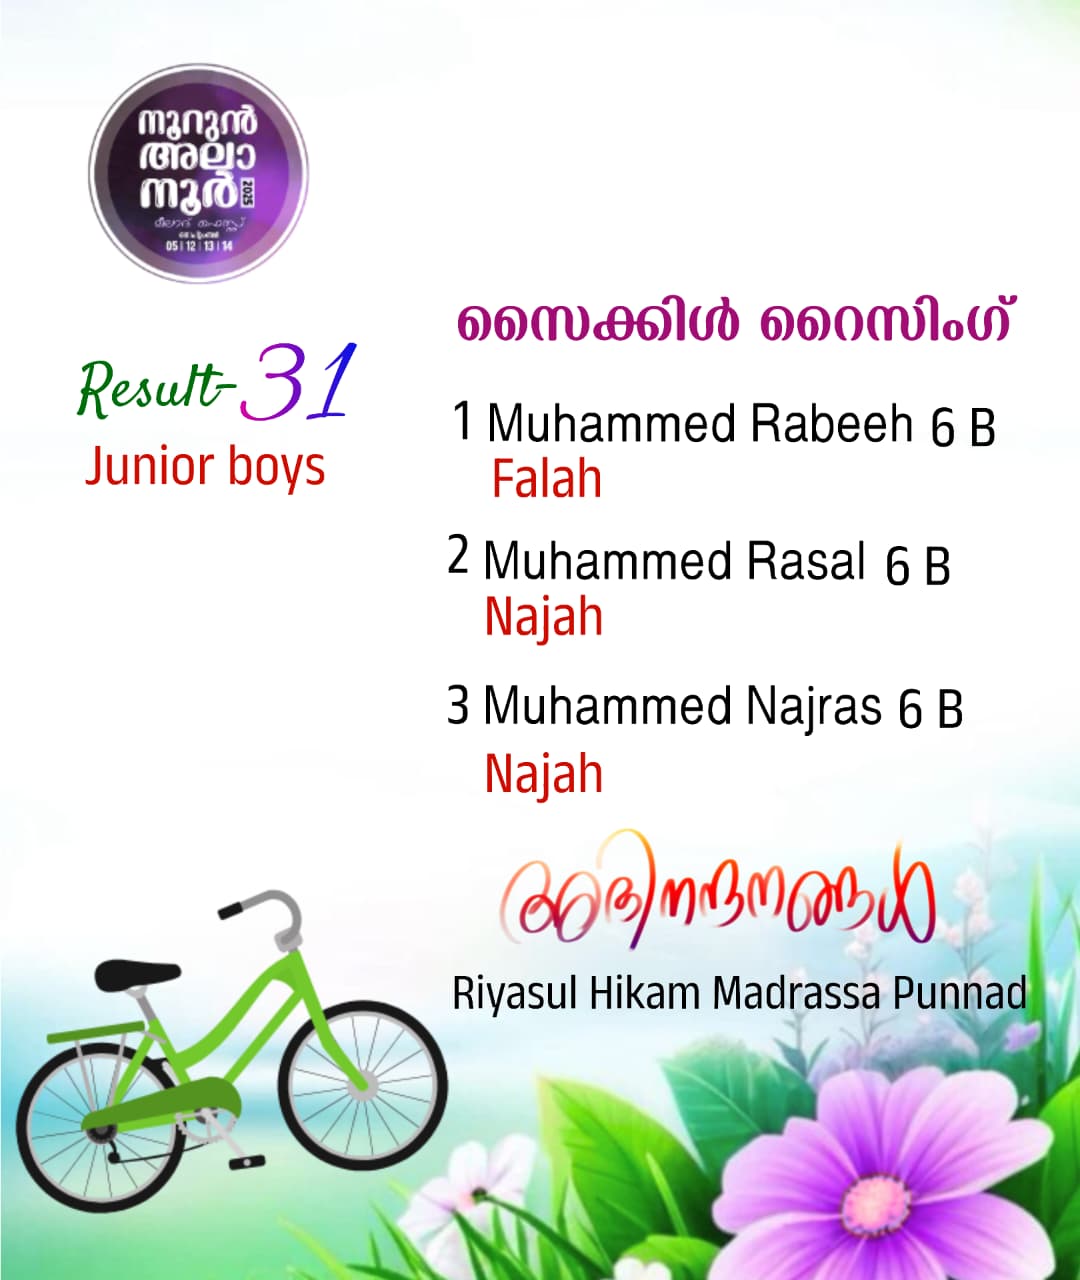 നൂറുൻ
അലാ
നൂർ 2025
മീലാദ് ഫെസ്റ്റ്
സെപ്റ്റംബർ
05 | 12 | 13 | 14
സൈക്കിൾ റൈസിംഗ്
Result-31
Junior boys
1 Muhammed Rabeeh 6 B
Falah
2 Muhammed Rasal 6 B
Najah
3 Muhammed Najras 6 B
Najah
അഭിനന്ദനങ്ങൾ
Riyasul Hikam Madrassa Punnad